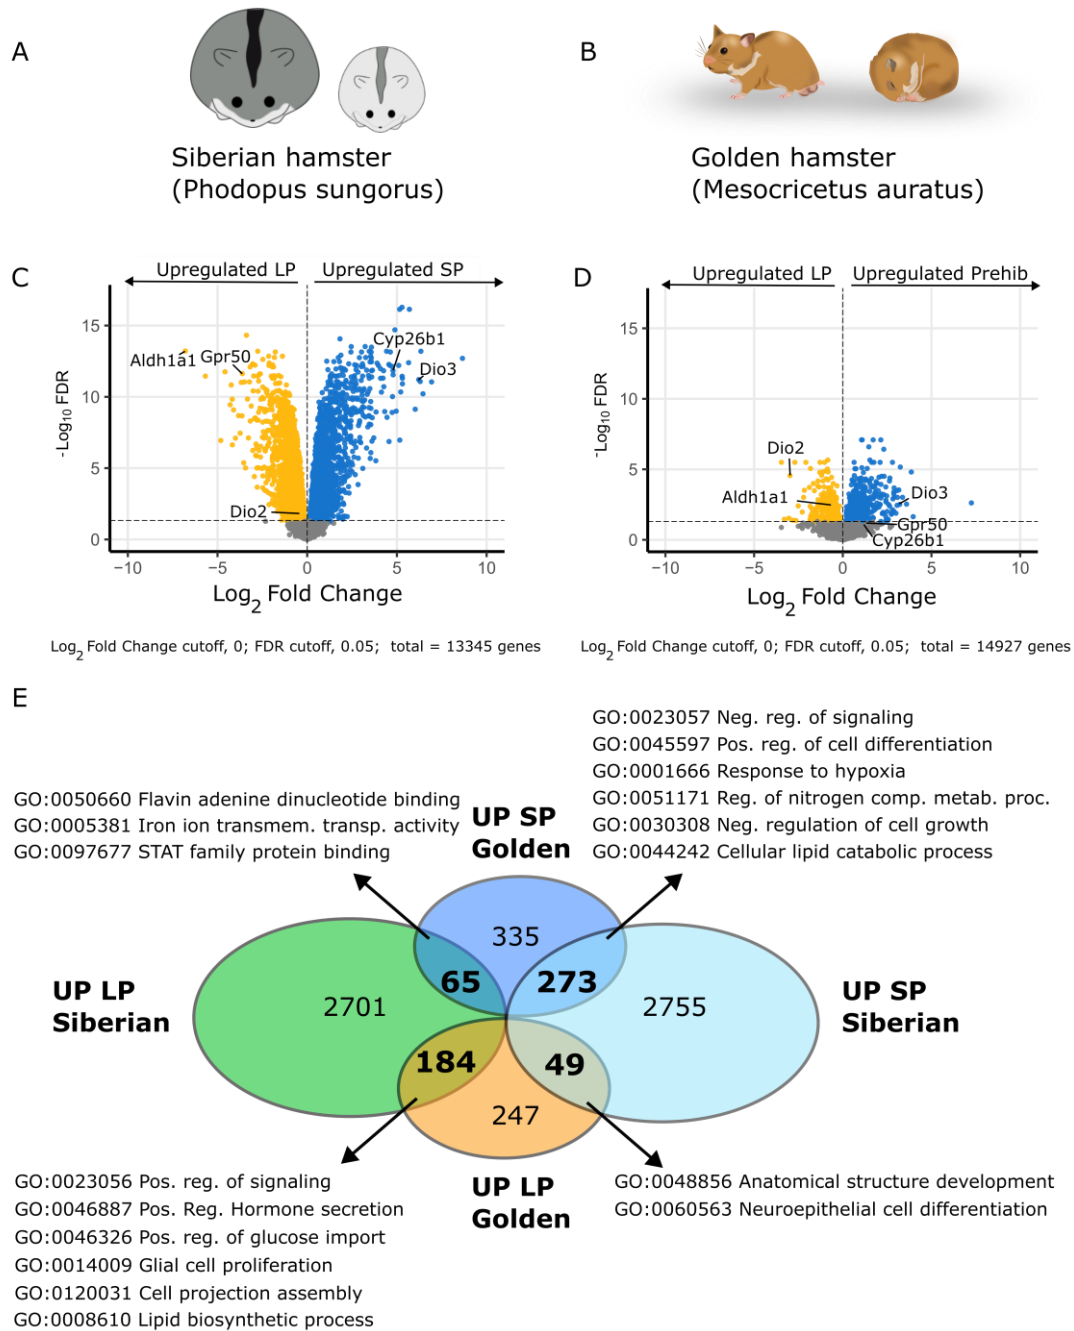 A
Siberian hamster
(Phodopus sungorus)
B
Golden hamster
(Mesocricetus auratus)
C
Upregulated LP
Upregulated SP
15
10
5
0
-Log10 FDR
Aldh1a1
Gpr50
Cyp26b1
Dio3
Dio2
−10
−5
0
5
10
Log2 Fold Change
Log2 Fold Change cutoff, 0; FDR cutoff, 0.05; total = 13345 genes
D
Upregulated LP
Upregulated Prehib
15
10
5
0
-Log10 FDR
Dio2
Aldh1a1
Dio3
Gpr50
Cyp26b1
−10
−5
0
5
10
Log2 Fold Change
Log2 Fold Change cutoff, 0; FDR cutoff, 0.05; total = 14927 genes
E
GO:0050660 Flavin adenine dinucleotide binding
GO:0005381 Iron ion transmem. transp. activity
GO:0097677 STAT family protein binding
UP SP
Golden
GO:0023057 Neg. reg. of signaling
GO:0045597 Pos. reg. of cell differentiation
GO:0001666 Response to hypoxia
GO:0051171 Reg. of nitrogen comp. metab. proc.
GO:0030308 Neg. regulation of cell growth
GO:0044242 Cellular lipid catabolic process
UP LP
Siberian
335
65
273
2701
2755
184
49
247
UP SP
Siberian
GO:0023056 Pos. reg. of signaling
GO:0046887 Pos. Reg. Hormone secretion
GO:0046326 Pos. reg. of glucose import
GO:0014009 Glial cell proliferation
GO:0120031 Cell projection assembly
GO:0008610 Lipid biosynthetic process
UP LP
Golden
GO:0048856 Anatomical structure development
GO:0060563 Neuroepithelial cell differentiation